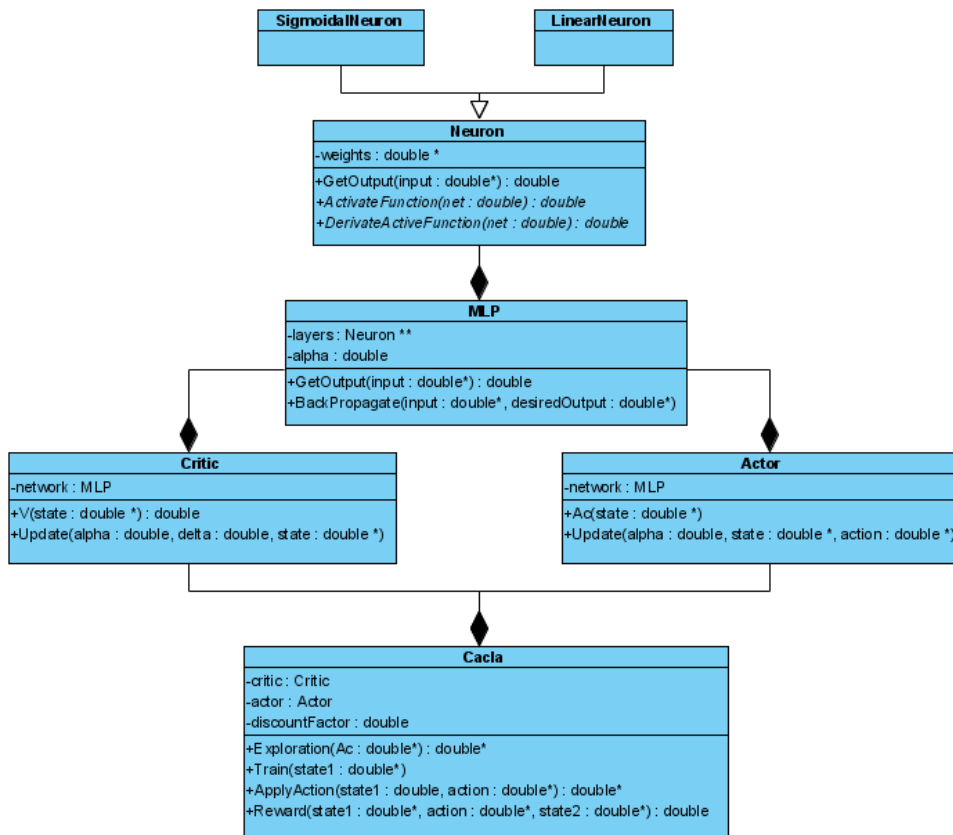 SigmoidalNeuron
LinearNeuron
Neuron
-weights : double *
+GetOutput(input : double*) : double
+ActivateFunction(net : double) : double
+DerivateActiveFunction(net : double) : double
MLP
-layers : Neuron **
-alpha : double
+GetOutput(input : double*) : double
+BackPropagate(input : double*, desiredOutput : double*)
Critic
-network : MLP
+V(state : double *) : double
+Update(alpha : double, delta : double, state : double *)
Actor
-network : MLP
+Ac(state : double *)
+Update(alpha : double, state : double *, action : double *)
Cacla
-critic : Critic
-actor : Actor
-discountFactor : double
+Exploration(Ac : double*) : double*
+Train(state1 : double*)
+ApplyAction(state1 : double, action : double*) : double*
+Reward(state1 : double*, action : double*, state2 : double*) : double